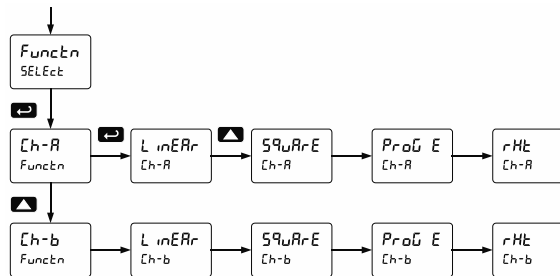 Functn
SELEct
Ch-A
Functn
LinEAr
Ch-A
SquArE
Ch-A
ProG E
Ch-A
rHt
Ch-A
Ch-b
Functn
LinEAr
Ch-b
SquArE
Ch-b
ProG E
Ch-b
rHt
Ch-b